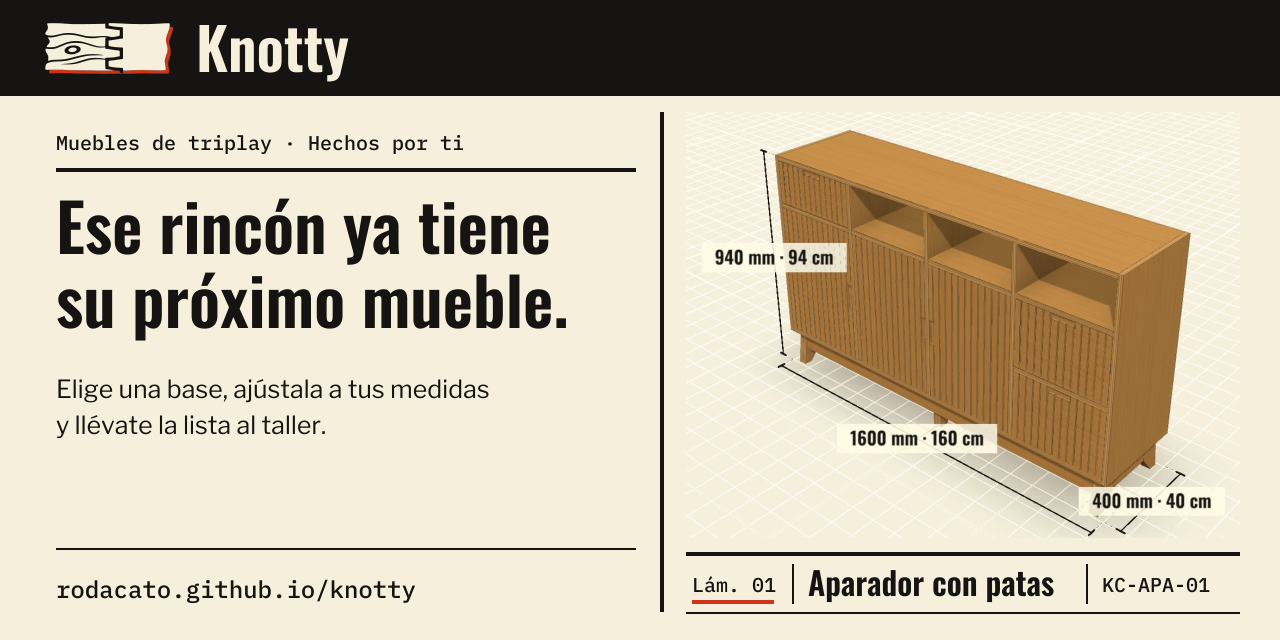 Knotty
Muebles de triplay · Hechos por ti
Ese rincón ya tiene
su próximo mueble.
Elige una base, ajústala a tus medidas
y llévate la lista al taller.
rodacato.github.io/knotty
940 mm · 94 cm
1600 mm · 160 cm
400 mm · 40 cm
Lám. 01
Aparador con patas
KC-APA-01